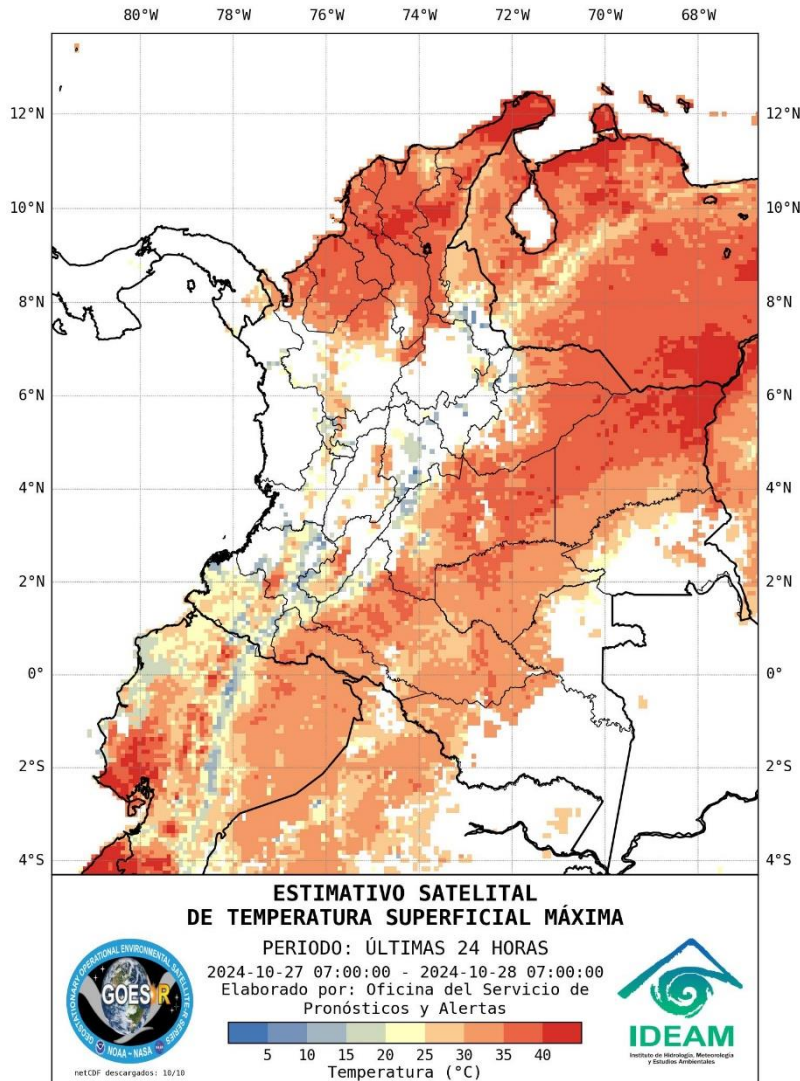 80°W 78°W 76°W 74°W 72°W 70°W 68°W
12°N 12°N
10°N 10°N
8°N 8°N
6°N 6°N
4°N 4°N
2°N 2°N
0° 0°
2°S 2°S
4°S 4°S
ESTIMATIVO SATELITAL
DE TEMPERATURA SUPERFICIAL MÁXIMA
PERIODO: ÚLTIMAS 24 HORAS
2024-10-27 07:00:00 - 2024-10-28 07:00:00
Elaborado por: Oficina del Servicio de
Pronósticos y Alertas
5 10 15 20 25 30 35 40
Temperatura (°C)
GEOSTATIONARY OPERATIONAL ENVIRONMENTAL SATELLITE-R SERIES
GOES R
NOAA ~ NASA
netCDF descargados: 10/10
IDEAM
Instituto de Hidrología, Meteorología
y Estudios Ambientales